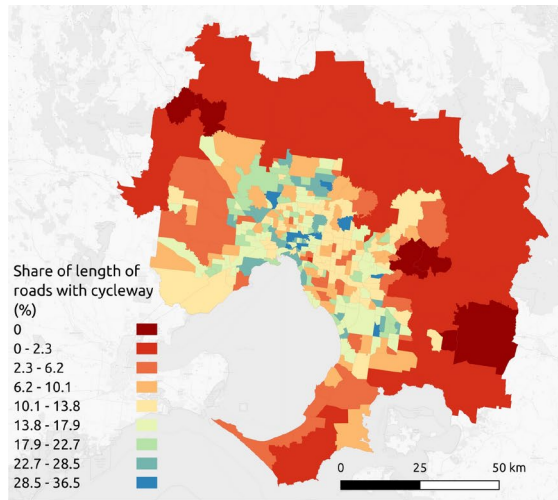 Share of length of
roads with cycleway
(%)
0
0 - 2.3
2.3 - 6.2
6.2 - 10.1
10.1 - 13.8
13.8 - 17.9
17.9 - 22.7
22.7 - 28.5
28.5 - 36.5
0 25 50 km